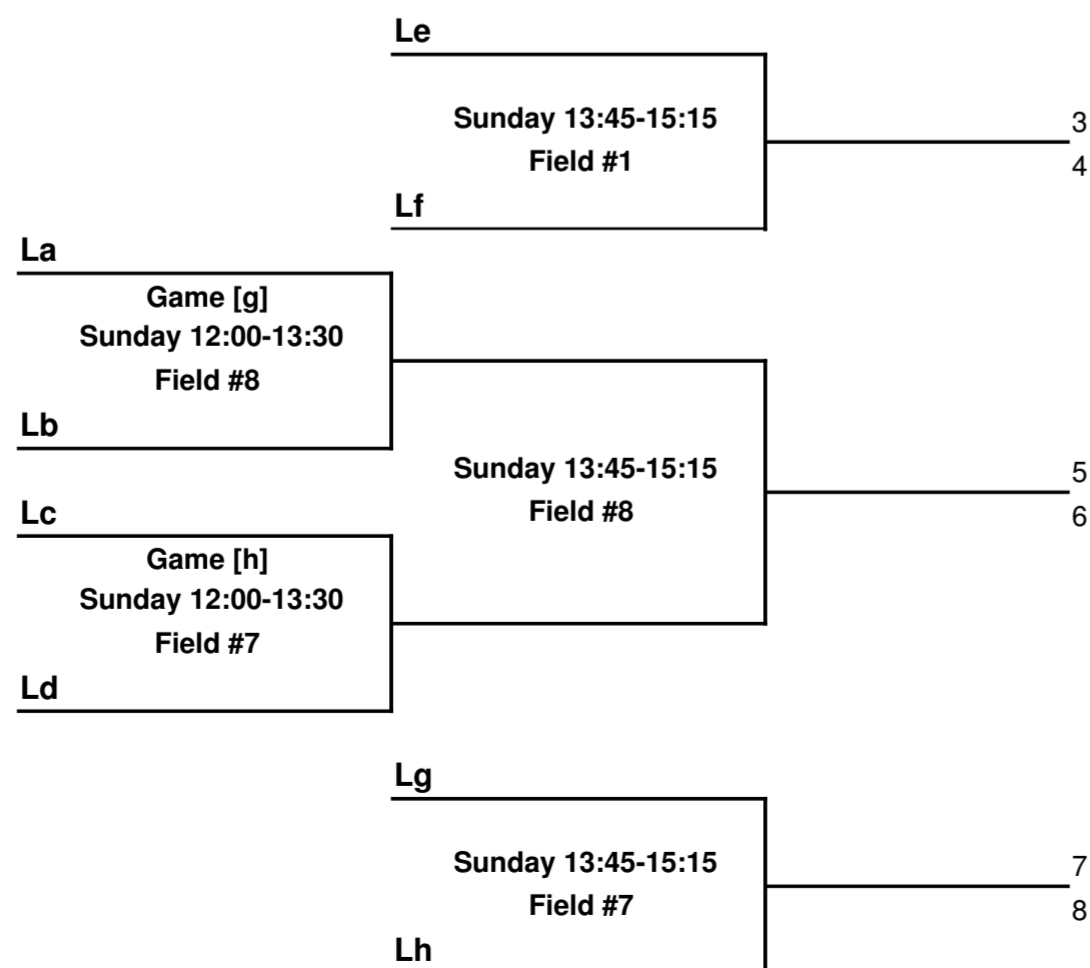 Le
Sunday 13:45-15:15
Field #1
3
4
Lf
La
Game [g]
Sunday 12:00-13:30
Field #8
Lb
Sunday 13:45-15:15
Field #8
5
6
Lc
Game [h]
Sunday 12:00-13:30
Field #7
Ld
Lg
Sunday 13:45-15:15
Field #7
7
8
Lh